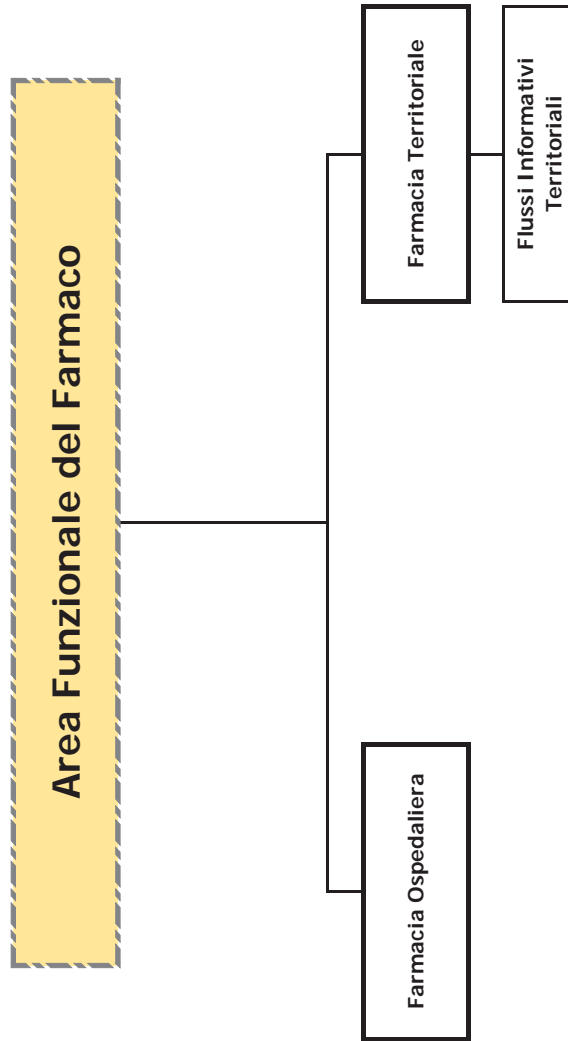 Area Funzionale del Farmaco
Farmacia Ospedaliera
Farmacia Territoriale
Flussi Informativi
Territoriali